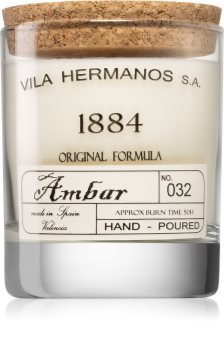 VILA HERMANOS S.A.
1884
ORIGINAL FORMULA
Ambar
NO.
032
made in Spain
Valencia
APPROX BURN TIME 50H
HAND - POURED